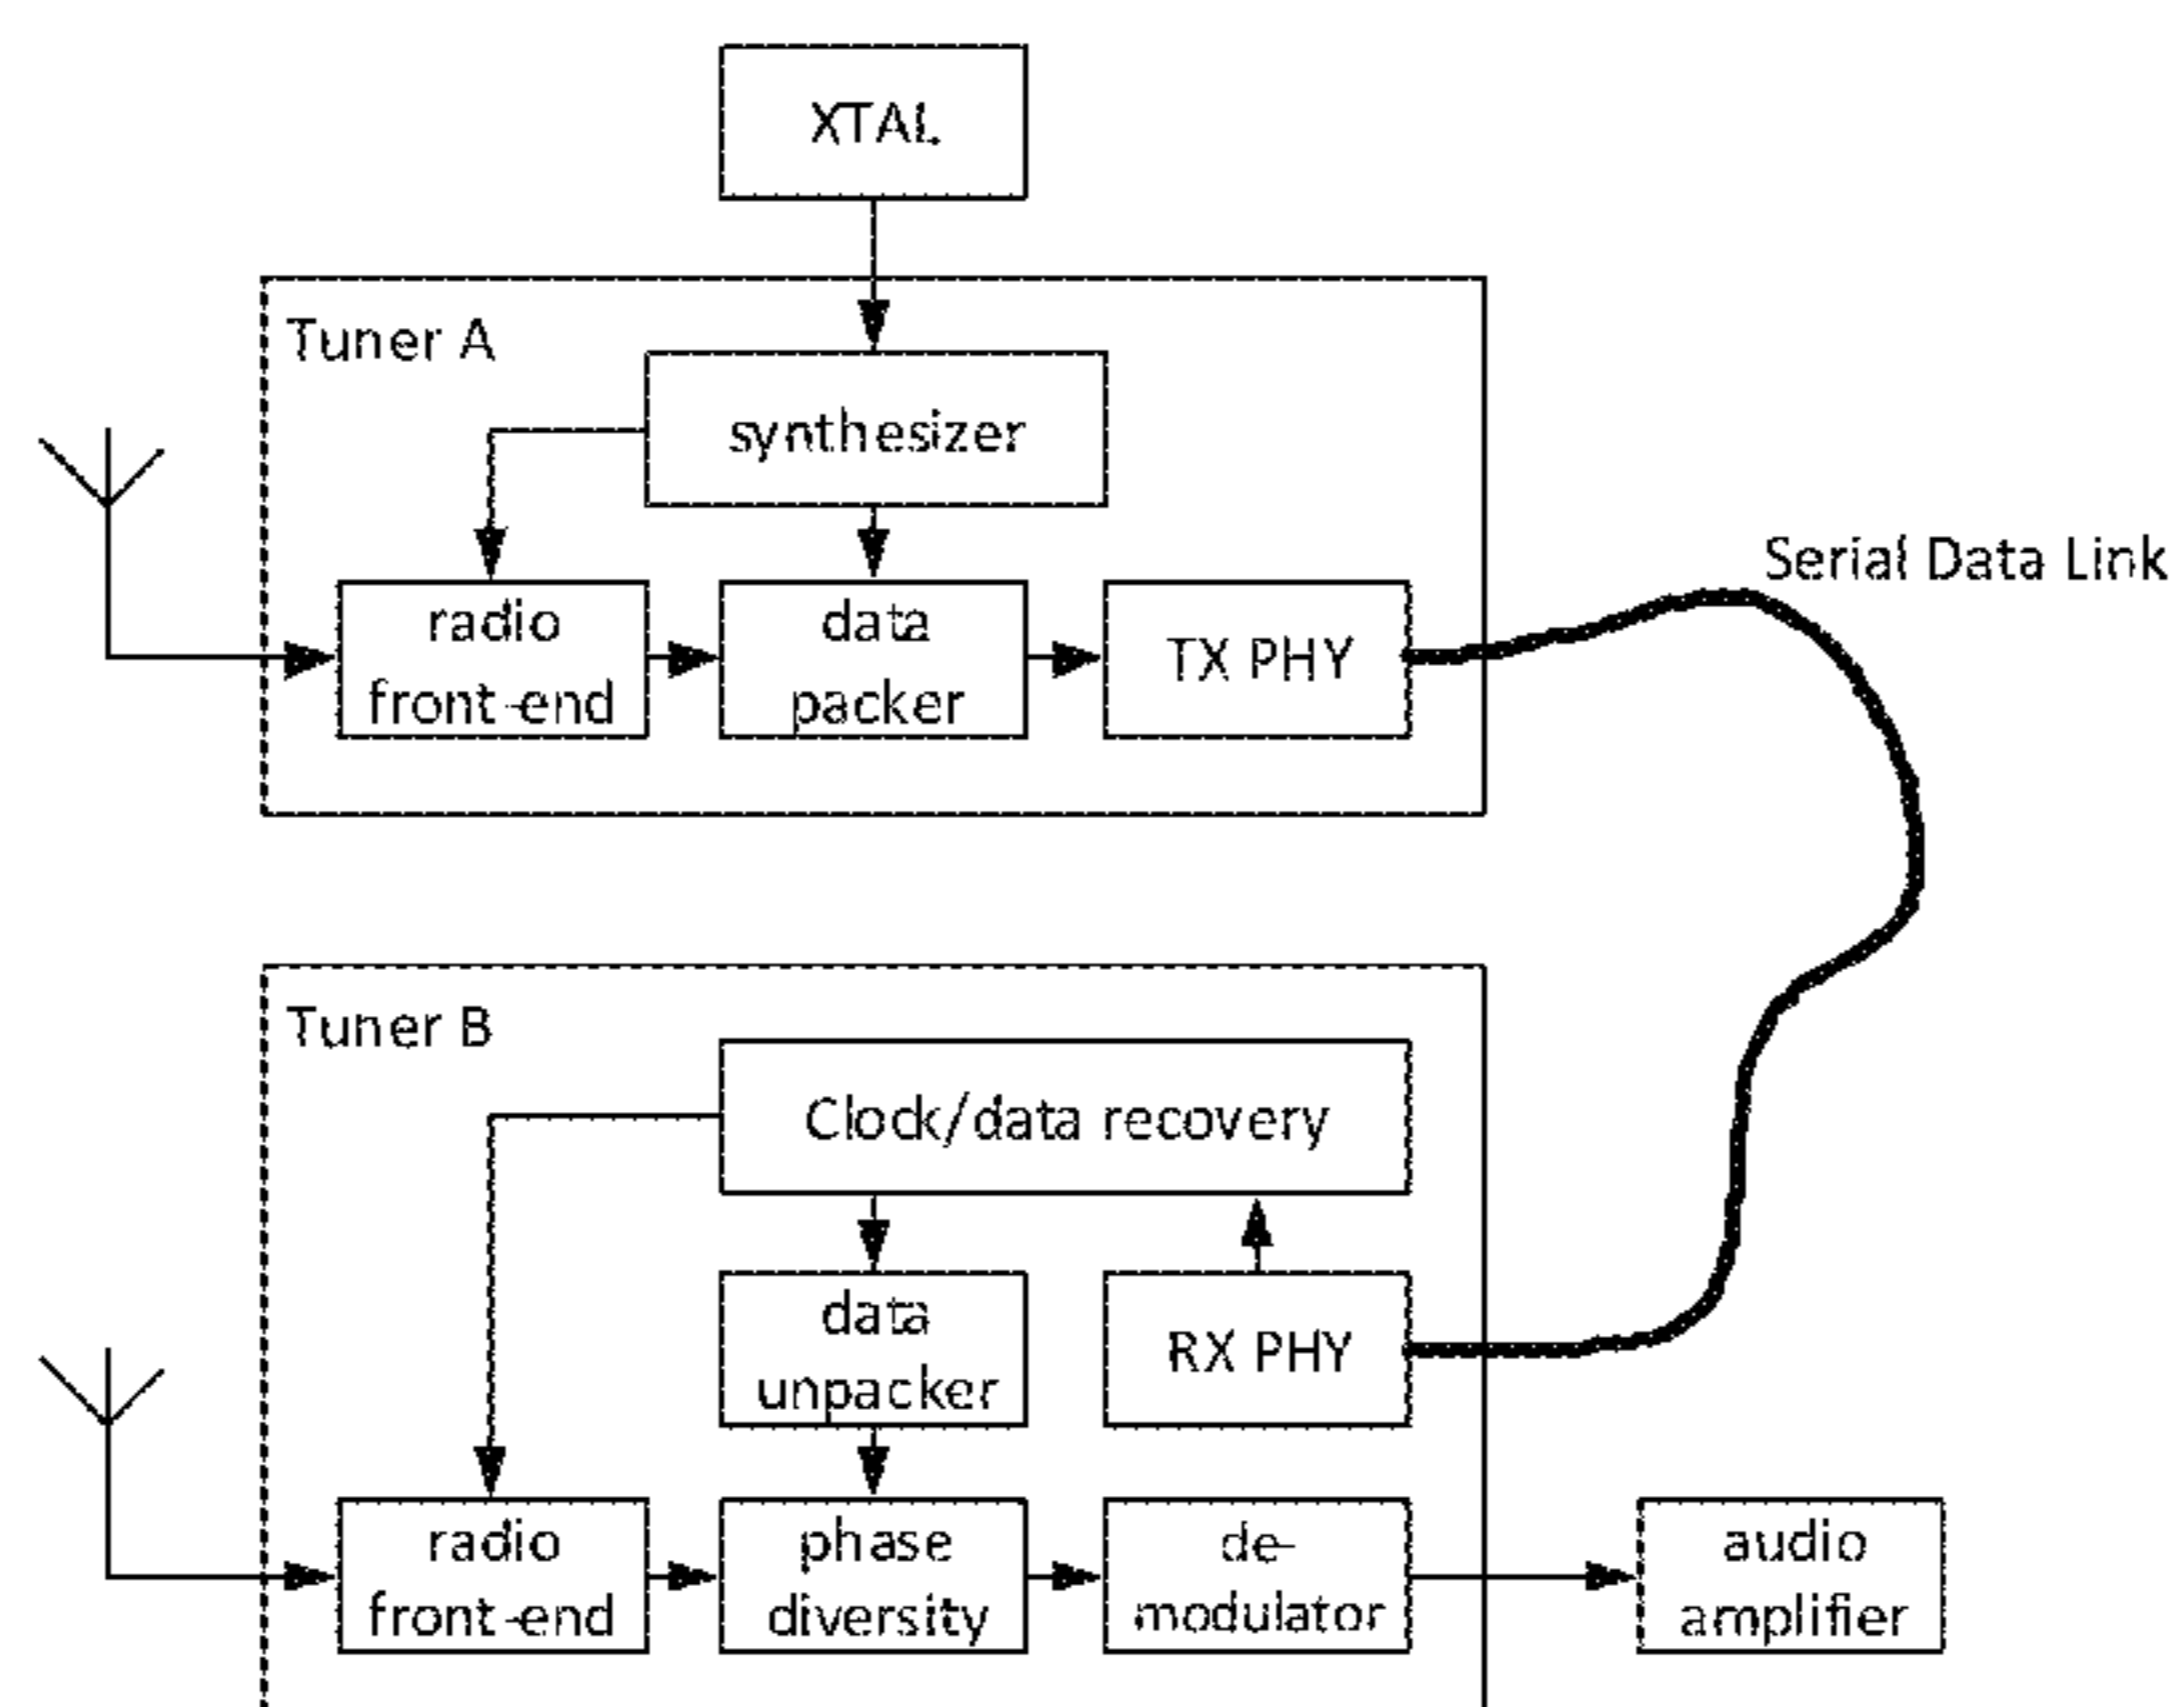 XTAL
Tuner A
synthesizer
radio
front-end
data
packer
TX PHY
Serial Data Link
Tuner B
Clock/data recovery
data
unpacker
RX PHY
radio
front-end
phase
diversity
de-
modulator
audio
amplifier